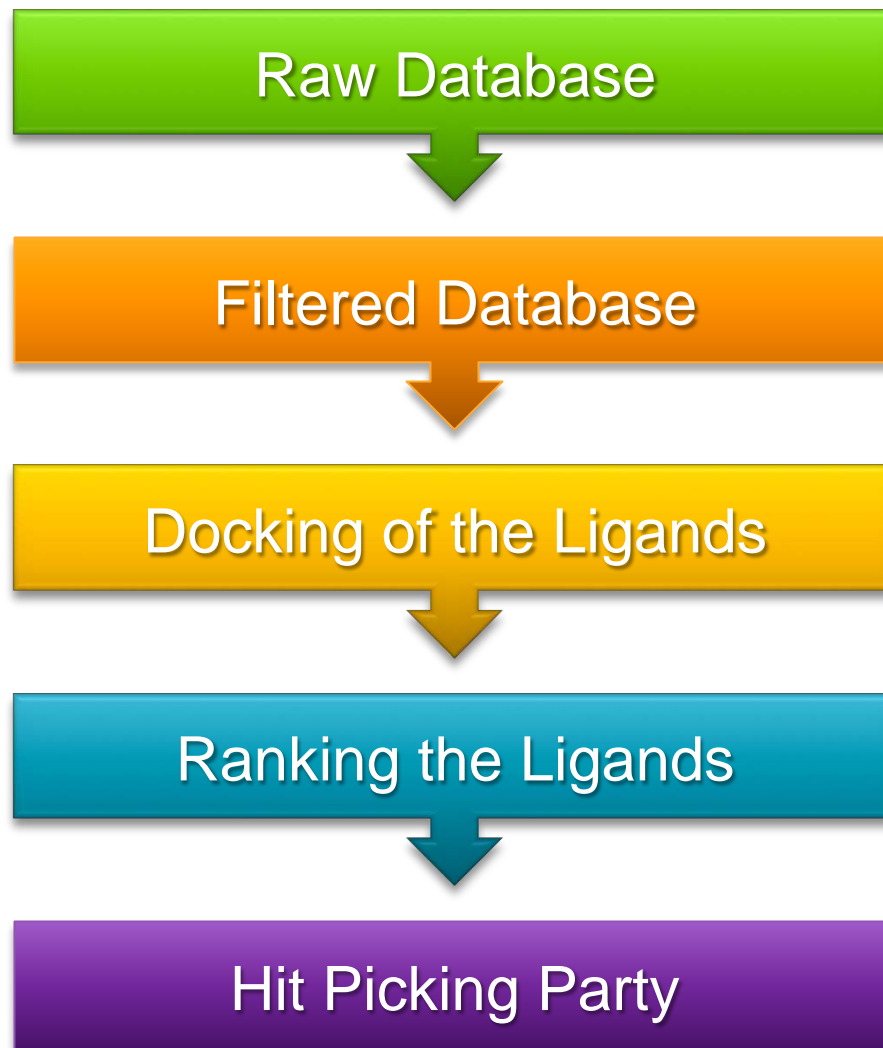 Raw Database
Filtered Database
Docking of the Ligands
Ranking the Ligands
Hit Picking Party